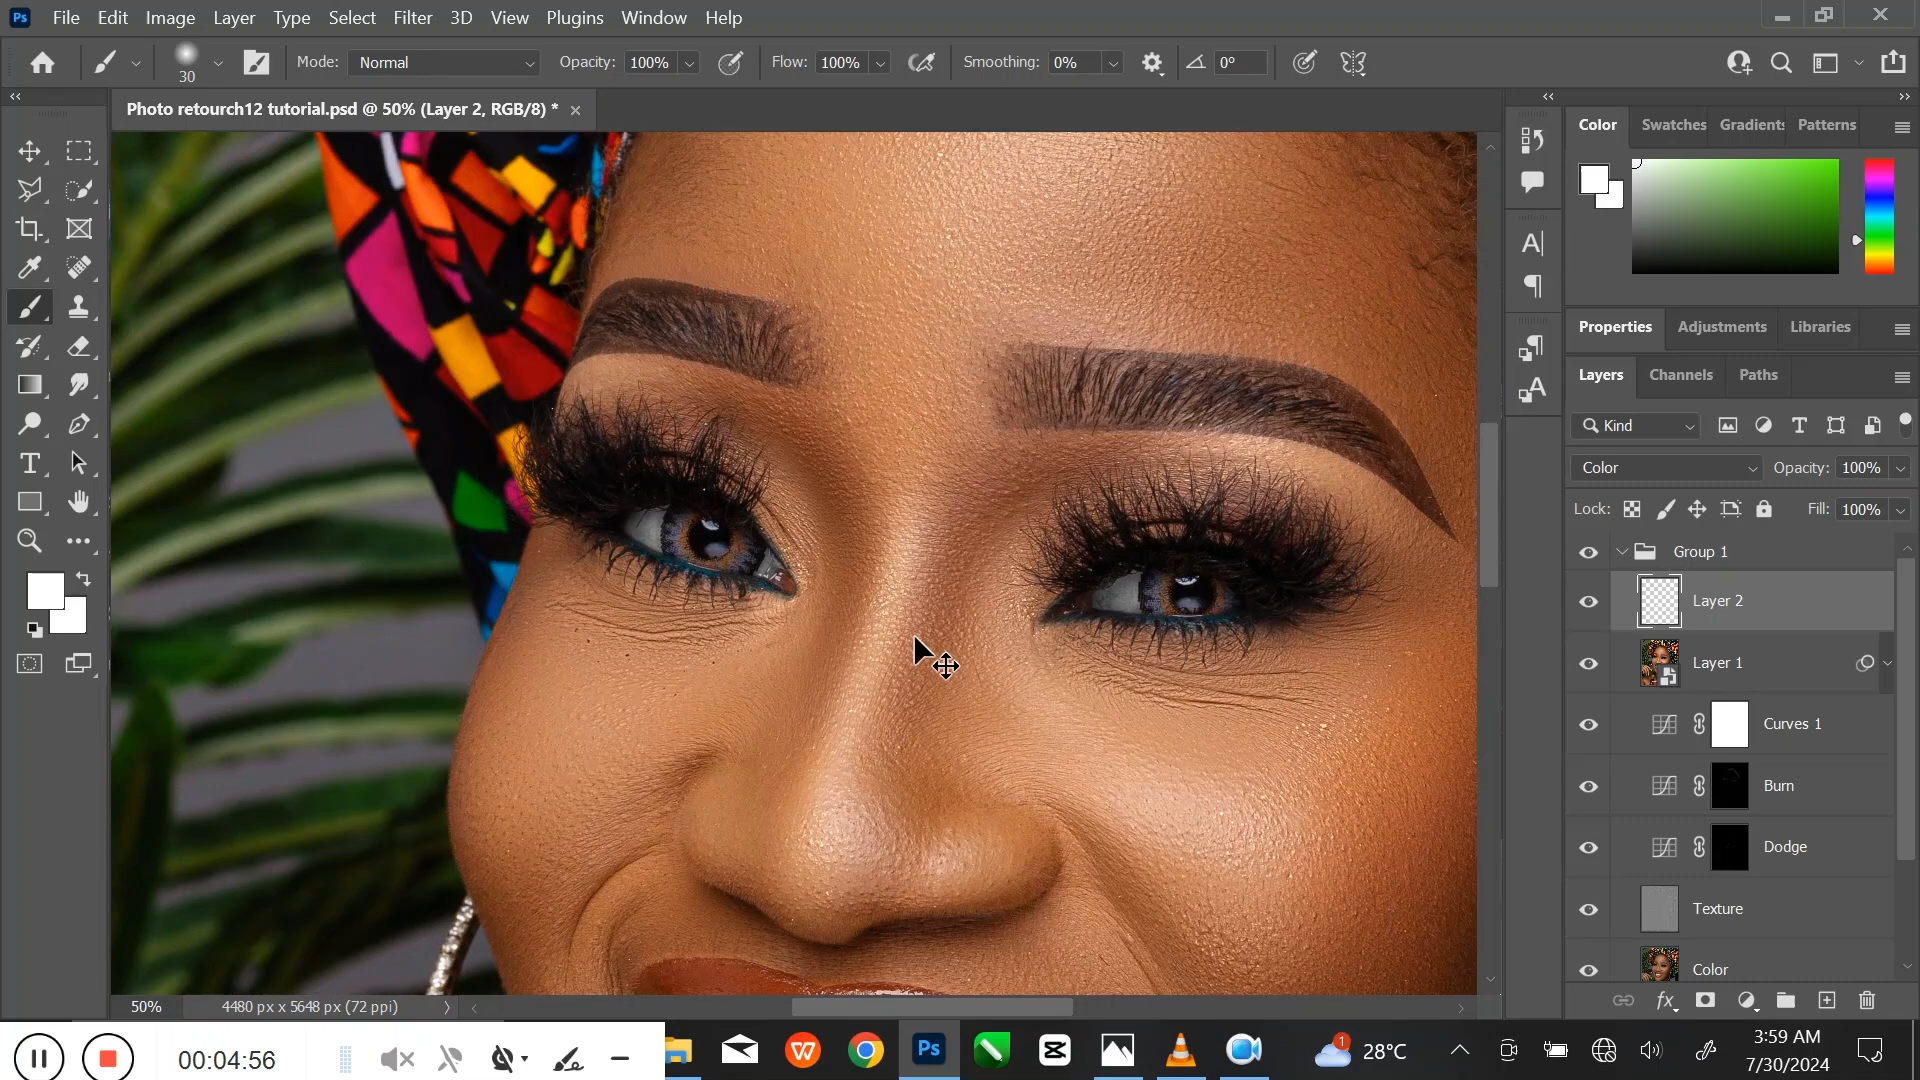 Ps File Edit Image Layer Type Select Filter 3D View Plugins Window Help
30 Mode: Normal Opacity: 100% Flow: 100% Smoothing: 0% 0°
Photo retourch12 tutorial.psd @ 50% (Layer 2, RGB/8) *
Color Swatches Gradients Patterns
Properties Adjustments Libraries
Layers Channels Paths
Kind
Color Opacity: 100%
Lock: Fill: 100%
Group 1
Layer 2
Layer 1
Curves 1
Burn
Dodge
Texture
Color
50% 4480 px x 5648 px (72 ppi)
00:04:56
Ps
1
28°C
3:59 AM
7/30/2024